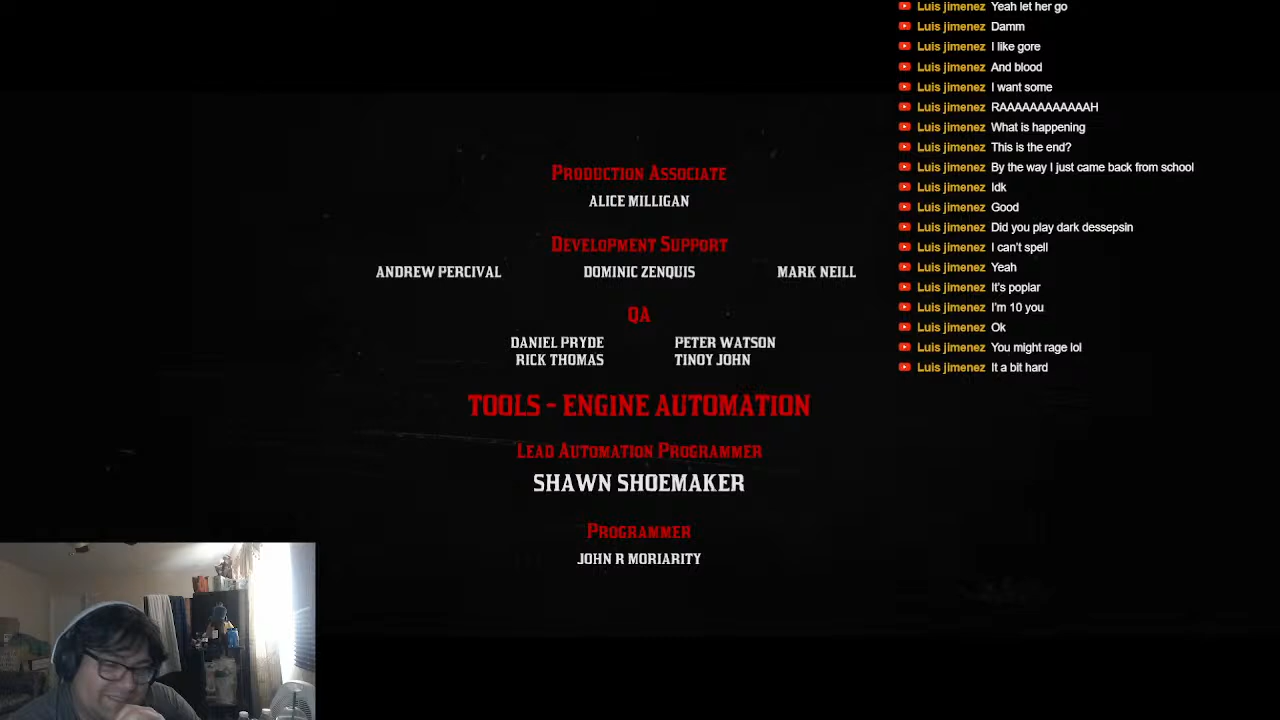 PRODUCTION ASSOCIATE
ALICE MILLIGAN
DEVELOPMENT SUPPORT
ANDREW PERCIVAL DOMINIC ZENQUIS MARK NEILL
QA
DANIEL PRYDE PETER WATSON
RICK THOMAS TINOY JOHN
TOOLS - ENGINE AUTOMATION
LEAD AUTOMATION PROGRAMMER
SHAWN SHOEMAKER
PROGRAMMER
JOHN R MORIARITY
Luis jimenez Yeah let her go
Luis jimenez Damm
Luis jimenez I like gore
Luis jimenez And blood
Luis jimenez I want some
Luis jimenez RAAAAAAAAAAAAH
Luis jimenez What is happening
Luis jimenez This is the end?
Luis jimenez By the way I just came back from school
Luis jimenez Idk
Luis jimenez Good
Luis jimenez Did you play dark dessepsin
Luis jimenez I can't spell
Luis jimenez Yeah
Luis jimenez It's poplar
Luis jimenez I'm 10 you
Luis jimenez Ok
Luis jimenez You might rage lol
Luis jimenez It a bit hard